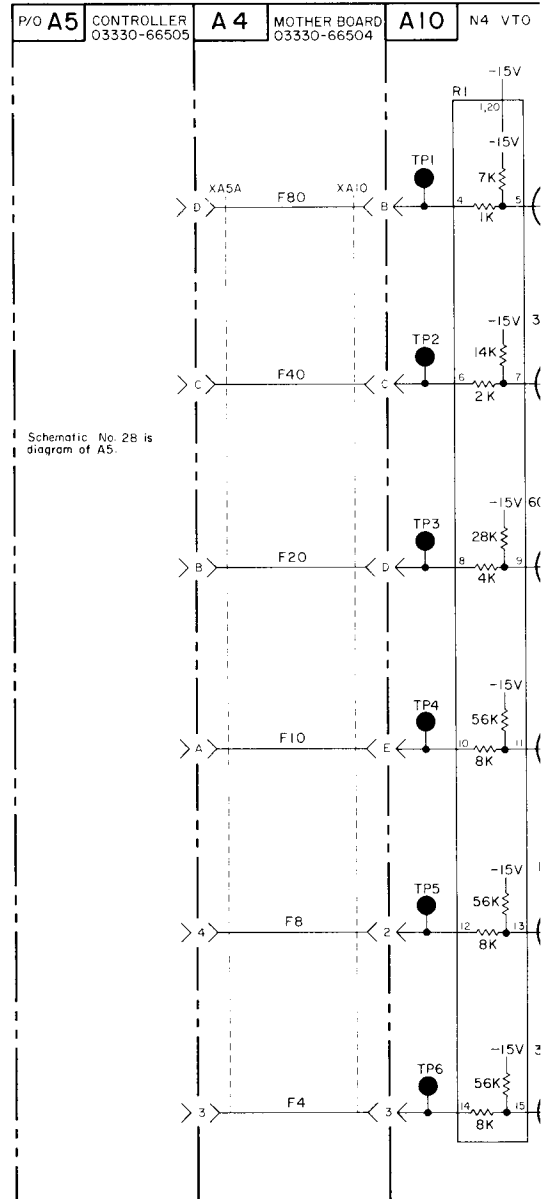 P/O A5 CONTROLLER 03330-66505
A4 MOTHER BOARD 03330-66504
A10 N4 VTO
-15V
R1
1,20
-15V
TP1
7K
XA5A XA10
D F80 B 4 5
1K
-15V 3
TP2
14K
C F40 C 6 7
2K
Schematic No. 28 is
diagram of A5.
-15V 60
TP3
28K
B F20 D 8 9
4K
-15V
TP4
56K
A F10 E 10 11
8K
-15V
TP5
56K
4 F8 2 12 13
8K
-15V 3
TP6
56K
3 F4 3 14 15
8K